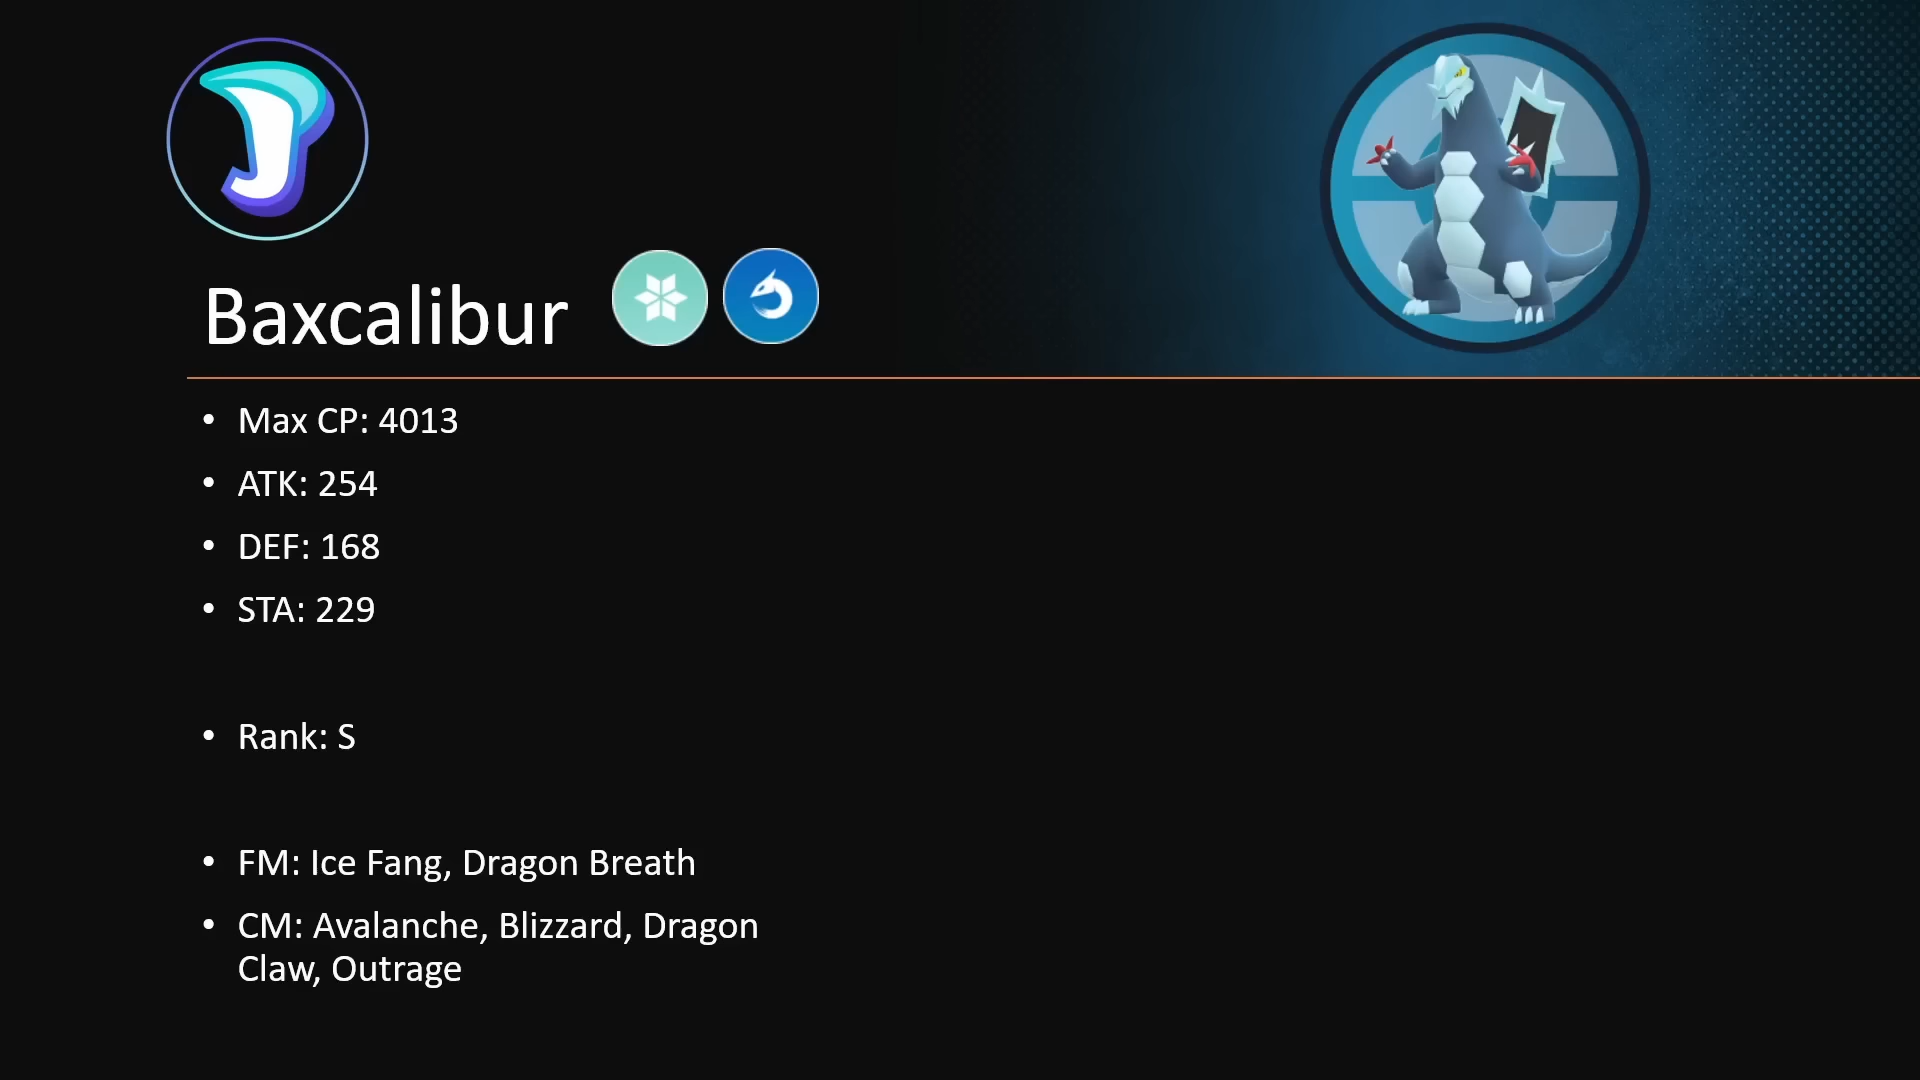 J
Baxcalibur
• Max CP: 4013
• ATK: 254
• DEF: 168
• STA: 229
• Rank: S
• FM: Ice Fang, Dragon Breath
• CM: Avalanche, Blizzard, Dragon
Claw, Outrage